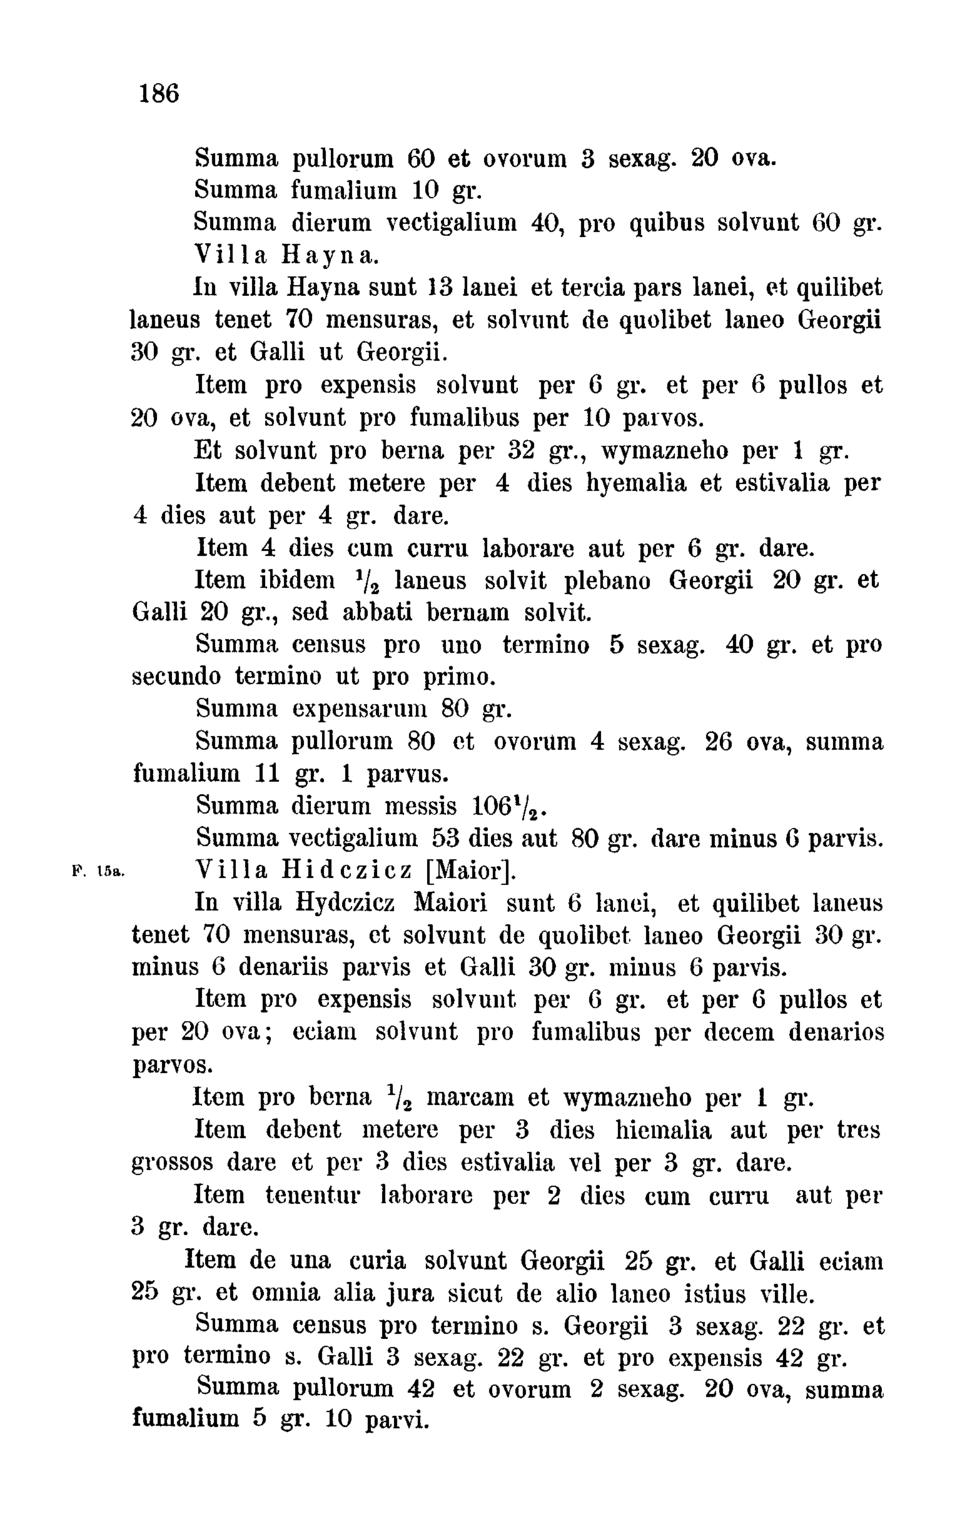 186
Summa pullorum 60 et ovorum 3 sexag. 20 ova.
Summa fumalium 10 gr.
Summa dierum vectigalium 40, pro quibus solvunt 60 gr.
Villa Hayna.
In villa Hayna sunt 13 lanei et tercia pars lanei, et quilibet
laneus tenet 70 mensuras, et solvunt de quolibet laneo Georgii
30 gr. et Galli ut Georgii.
Item pro expensis solvunt per 6 gr. et per 6 pullos et
20 ova, et solvunt pro fumalibus per 10 parvos.
Et solvunt pro berna per 32 gr., wymazneho per 1 gr.
Item debent metere per 4 dies hyemalia et estivalia per
4 dies aut per 4 gr. dare.
Item 4 dies cum curru laborare aut per 6 gr. dare.
Item ibidem ½ laneus solvit plebano Georgii 20 gr. et
Galli 20 gr., sed abbati bernam solvit.
Summa census pro uno termino 5 sexag. 40 gr. et pro
secundo termino ut pro primo.
Summa expensarum 80 gr.
Summa pullorum 80 et ovorum 4 sexag. 26 ova, summa
fumalium 11 gr. 1 parvus.
Summa dierum messis 106½.
Summa vectigalium 53 dies aut 80 gr. dare minus 6 parvis.
F. 15a. Villa Hidczicz [Maior].
In villa Hydczicz Maiori sunt 6 lanei, et quilibet laneus
tenet 70 mensuras, et solvunt de quolibet laneo Georgii 30 gr.
minus 6 denariis parvis et Galli 30 gr. minus 6 parvis.
Item pro expensis solvunt per 6 gr. et per 6 pullos et
per 20 ova; eciam solvunt pro fumalibus per decem denarios
parvos.
Item pro berna ½ marcam et wymazneho per 1 gr.
Item debent metere per 3 dies hiemalia aut per tres
grossos dare et per 3 dies estivalia vel per 3 gr. dare.
Item tenentur laborare per 2 dies cum curru aut per
3 gr. dare.
Item de una curia solvunt Georgii 25 gr. et Galli eciam
25 gr. et omnia alia jura sicut de alio laneo istius ville.
Summa census pro termino s. Georgii 3 sexag. 22 gr. et
pro termino s. Galli 3 sexag. 22 gr. et pro expensis 42 gr.
Summa pullorum 42 et ovorum 2 sexag. 20 ova, summa
fumalium 5 gr. 10 parvi.